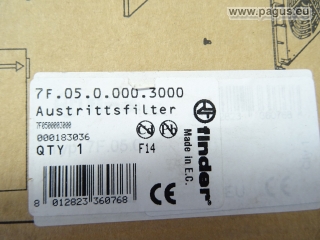 www.pagus.eu
7F.05.0.000.3000
Austrittsfilter
7F0500003000
000183036
QTY 1
F14
finder
Made in E.C.
CE
8 012823 360768